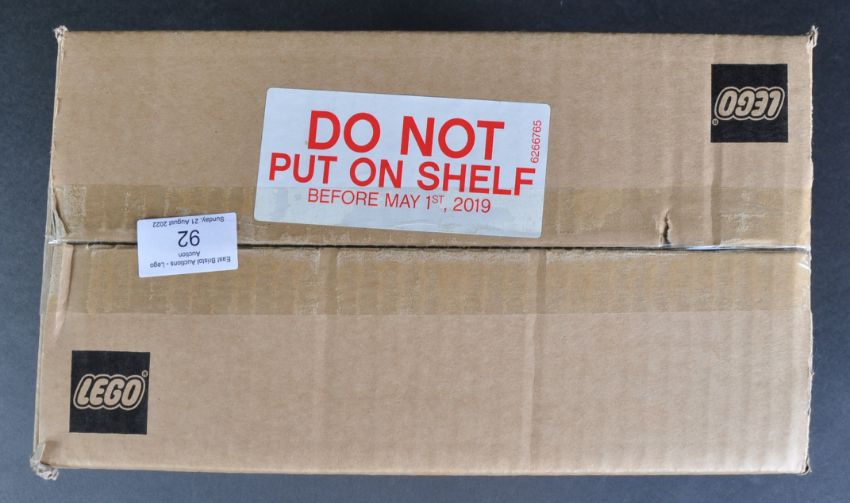 LEGO®
DO NOT
PUT ON SHELF
BEFORE MAY 1ST, 2019
6266765
East Bristol Auctions - Lego
Auction
92
Sunday, 21 August 2022
LEGO®